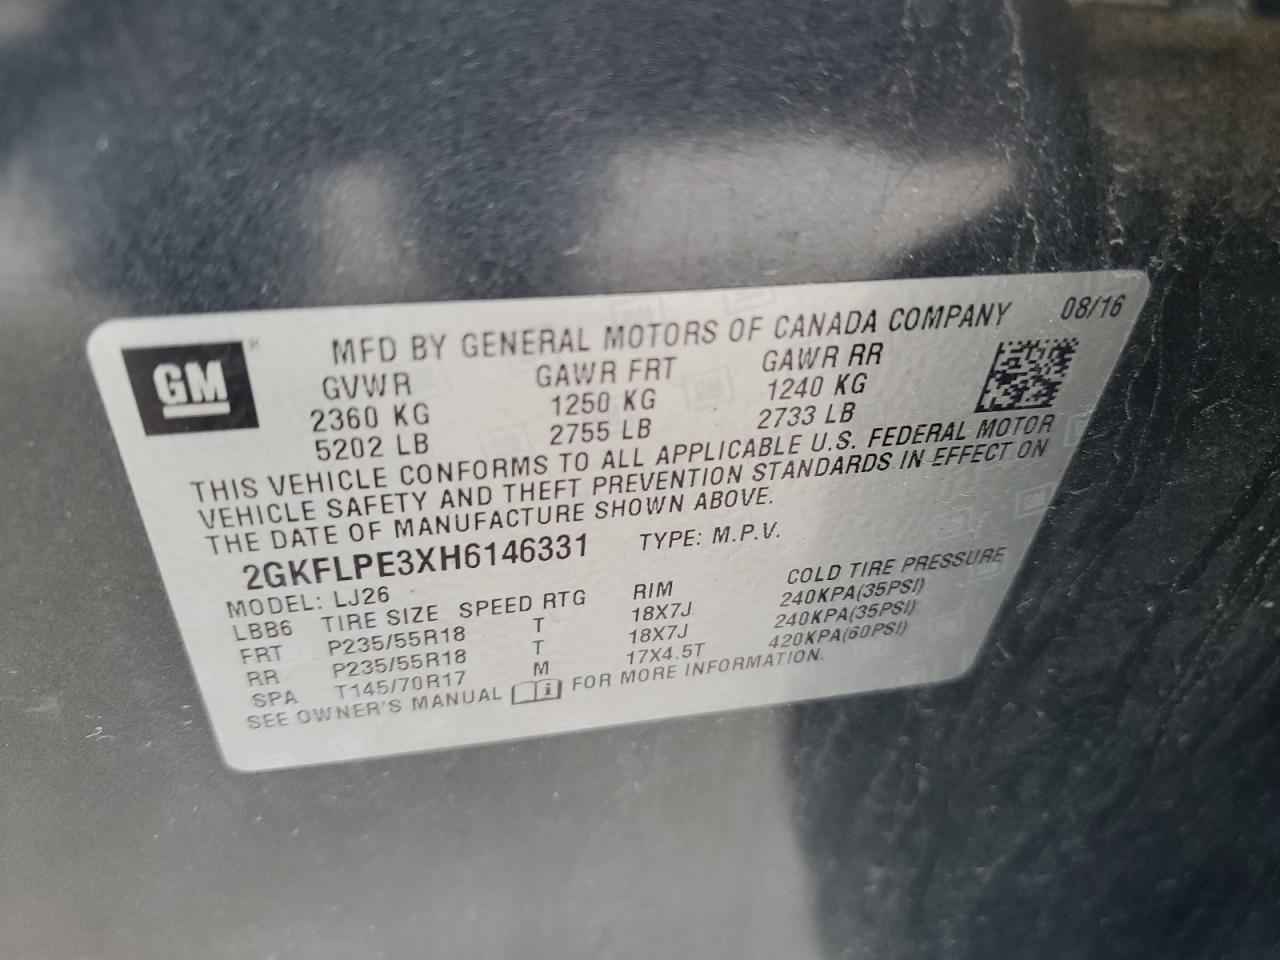 GM
MFD BY GENERAL MOTORS OF CANADA COMPANY 08/16
GVWR GAWR FRT GAWR RR
2360 KG 1250 KG 1240 KG
5202 LB 2755 LB 2733 LB
THIS VEHICLE CONFORMS TO ALL APPLICABLE U.S. FEDERAL MOTOR
VEHICLE SAFETY AND THEFT PREVENTION STANDARDS IN EFFECT ON
THE DATE OF MANUFACTURE SHOWN ABOVE.
2GKFLPE3XH6146331 TYPE: M.P.V.
MODEL: LJ26
LBB6 TIRE SIZE SPEED RTG RIM COLD TIRE PRESSURE
FRT P235/55R18 T 18X7J 240KPA(35PSI)
RR P235/55R18 T 18X7J 240KPA(35PSI)
SPA T145/70R17 M 17X4.5T 420KPA(60PSI)
SEE OWNER'S MANUAL FOR MORE INFORMATION.